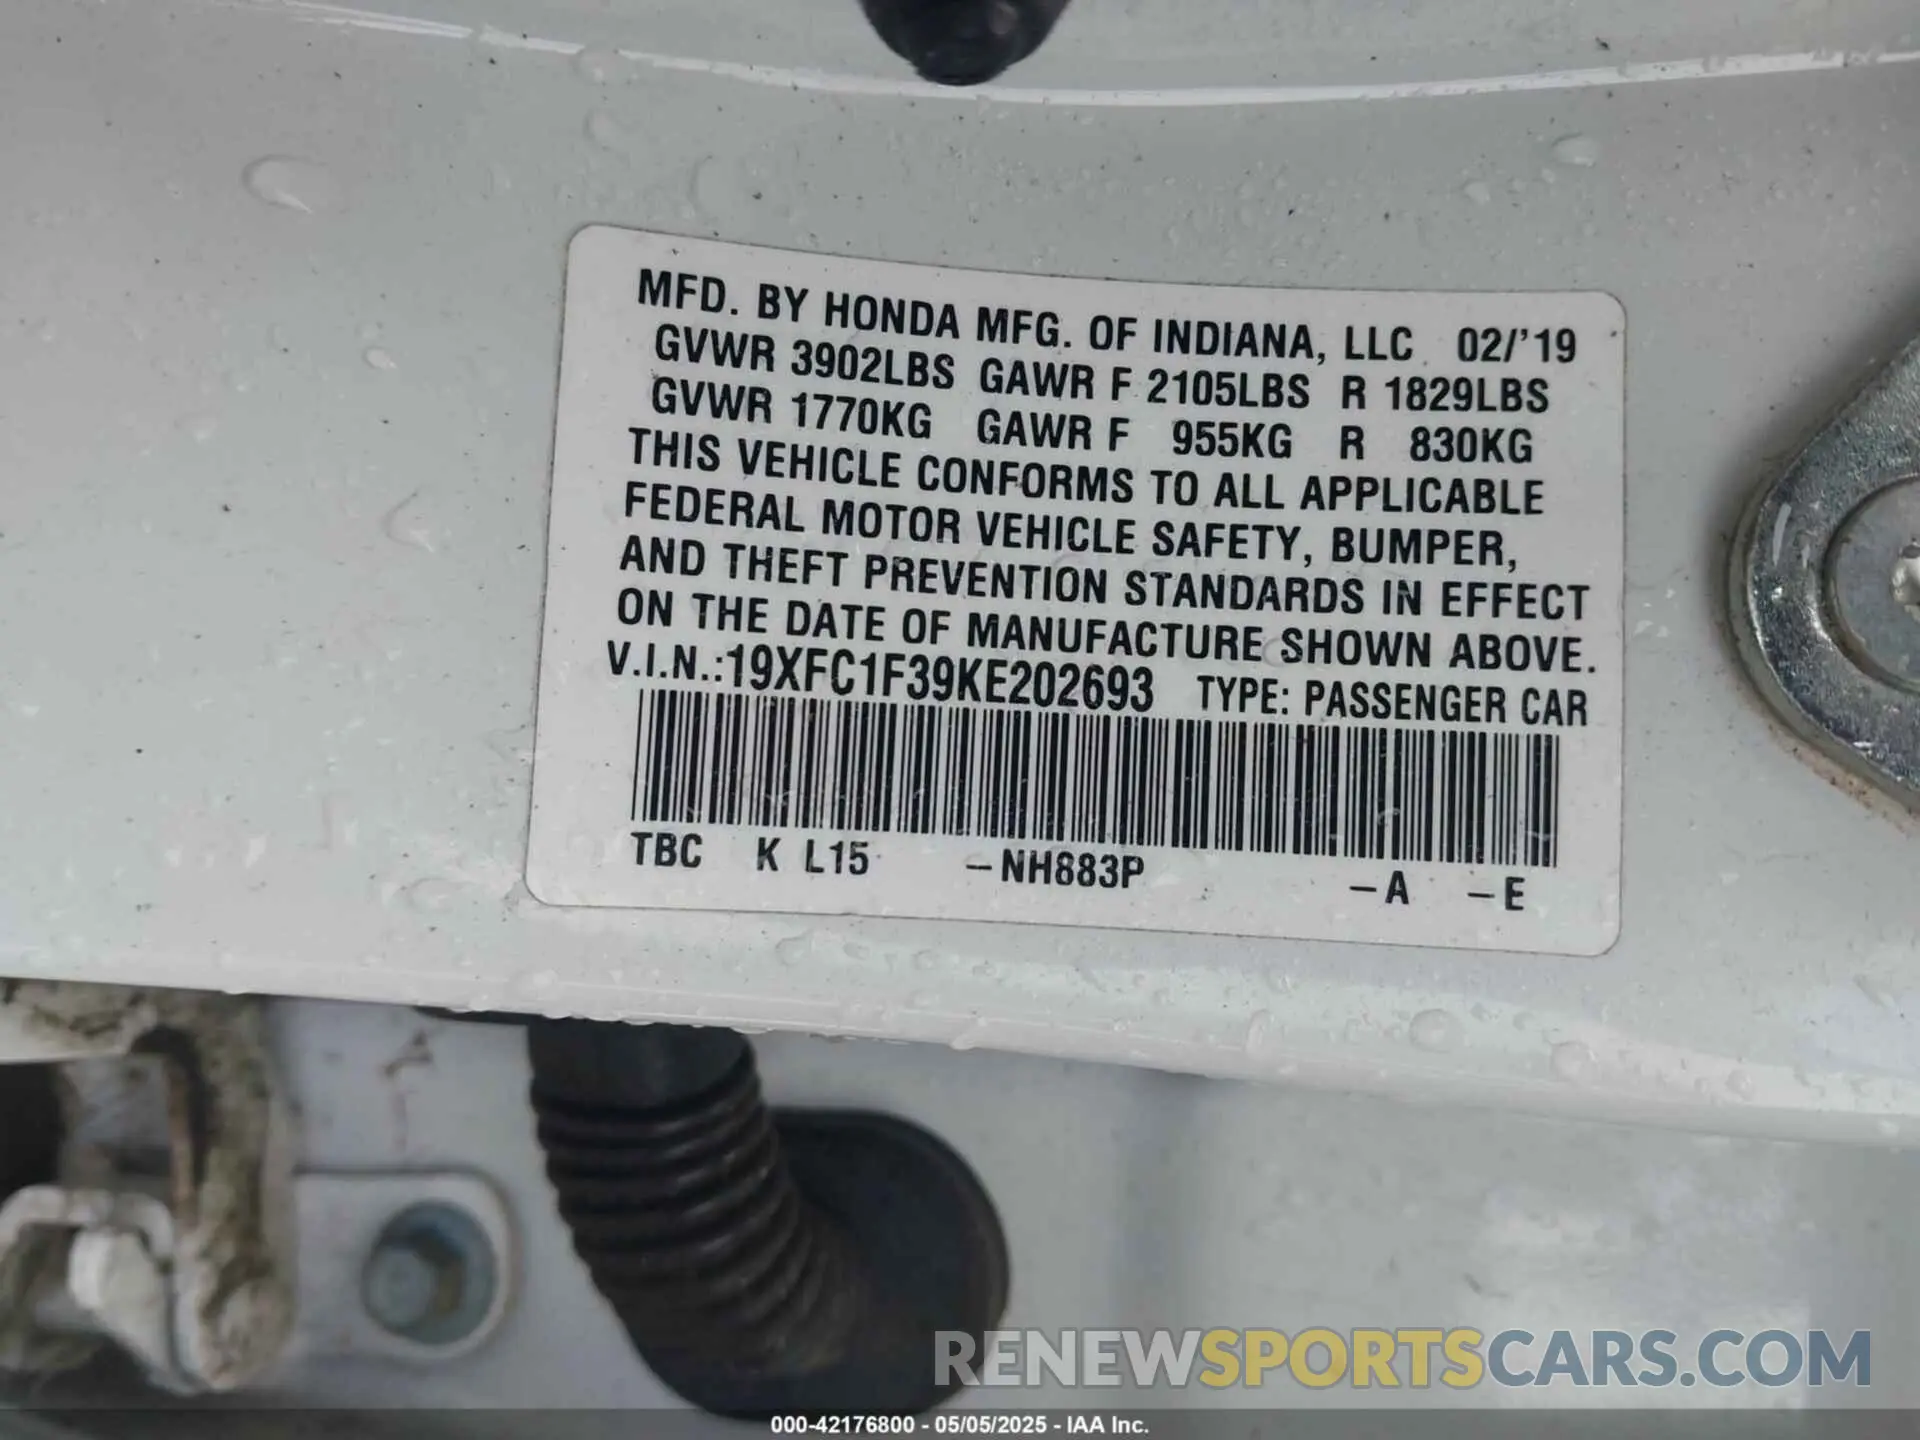 MFD. BY HONDA MFG. OF INDIANA, LLC 02/'19
GVWR 3902LBS GAWR F 2105LBS R 1829LBS
GVWR 1770KG GAWR F 955KG R 830KG
THIS VEHICLE CONFORMS TO ALL APPLICABLE
FEDERAL MOTOR VEHICLE SAFETY, BUMPER,
AND THEFT PREVENTION STANDARDS IN EFFECT
ON THE DATE OF MANUFACTURE SHOWN ABOVE.
V.I.N.:19XFC1F39KE202693 TYPE: PASSENGER CAR
TBC K L15 -NH883P -A -E
RENEWSPORTSCARS.COM
000-42176800 - 05/05/2025 - IAA Inc.